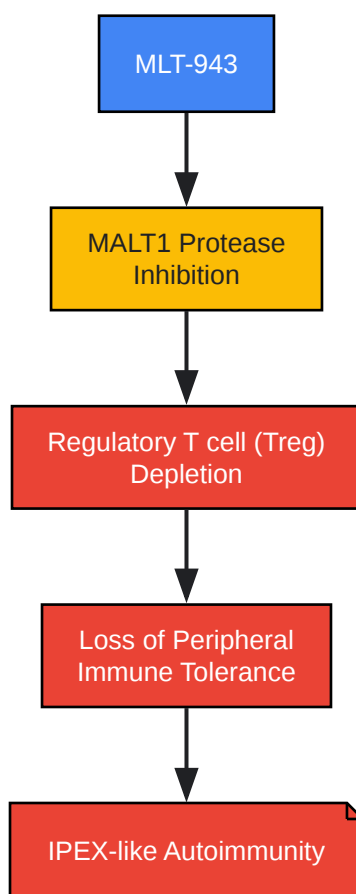 MLT-943
MALT1 Protease
Inhibition
Regulatory T cell (Treg)
Depletion
Loss of Peripheral
Immune Tolerance
IPEX-like Autoimmunity